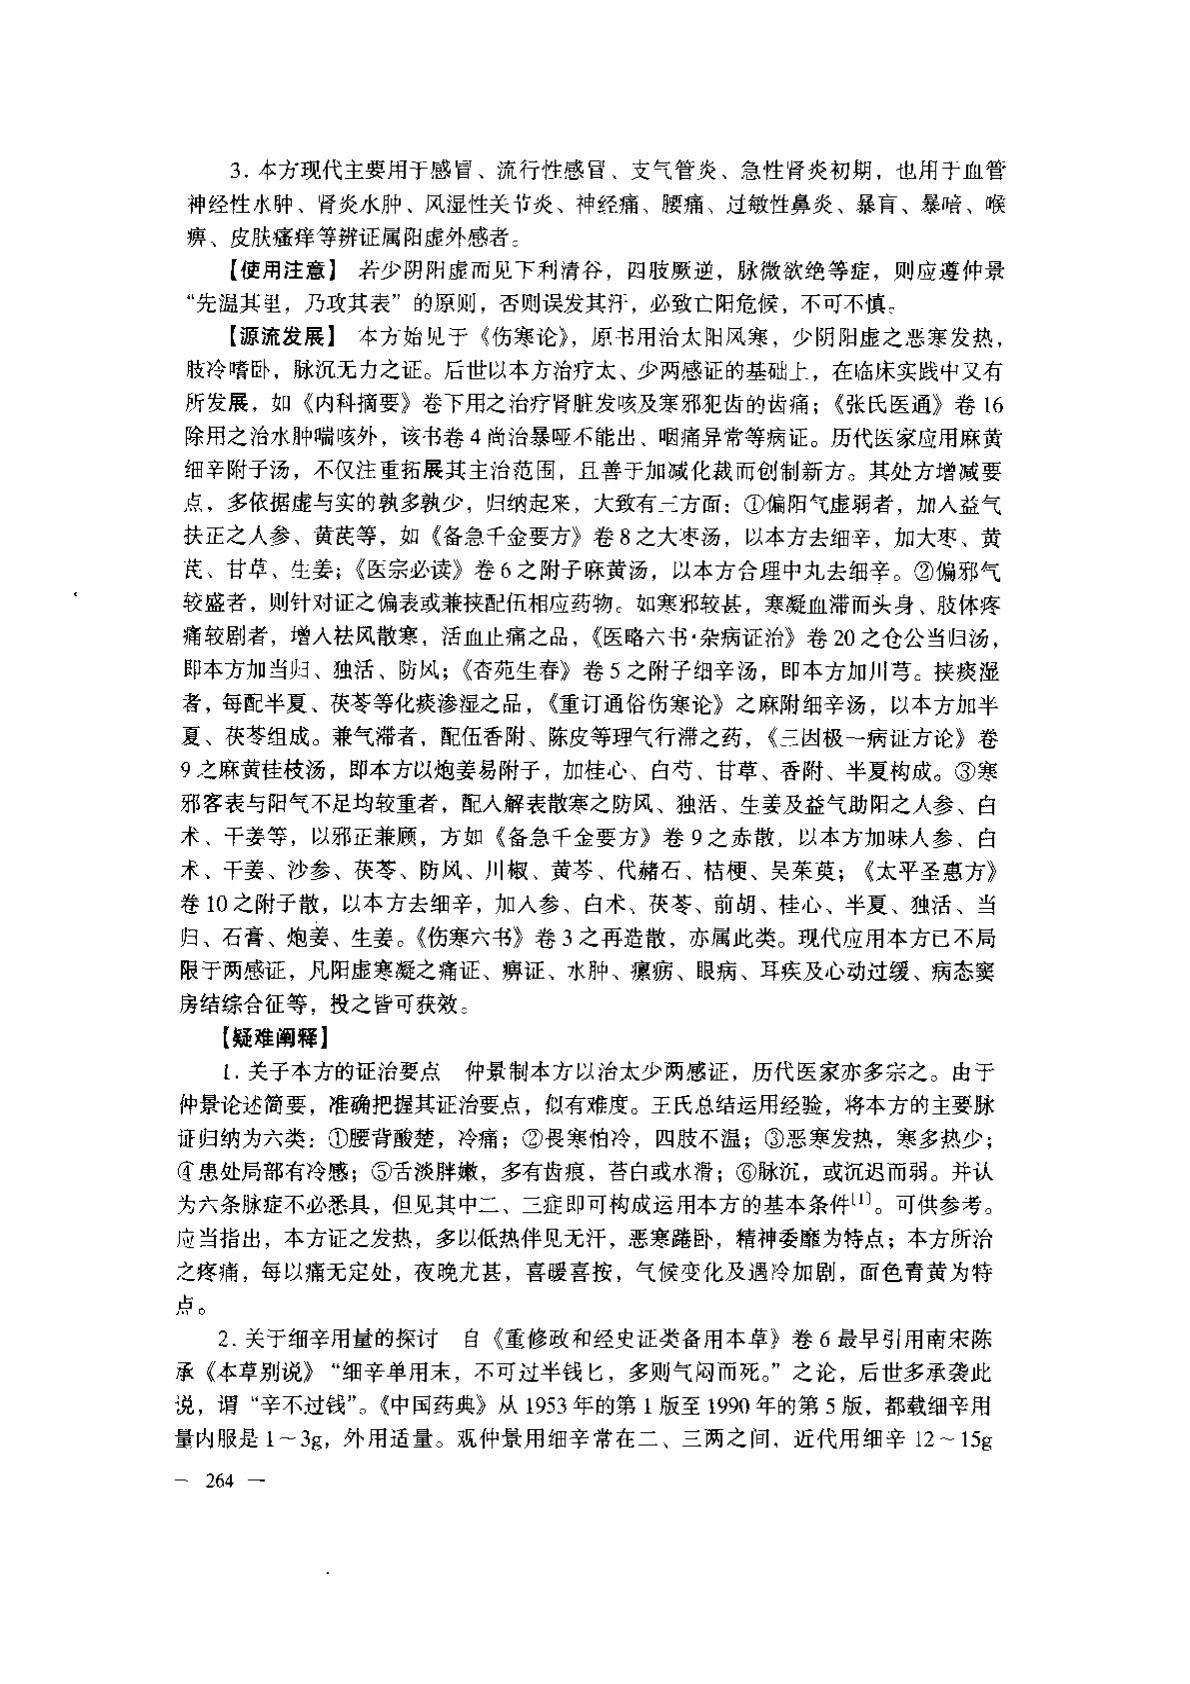 3. 本方现代主要用于感冒、流行性感冒、支气管炎、急性肾炎初期，也用于血管
神经性水肿、肾炎水肿、风湿性关节炎、神经痛、腰痛、过敏性鼻炎、暴盲、暴喑、喉
痹、皮肤瘙痒等辨证属阳虚外感者。
【使用注意】 若少阴阳虚而见下利清谷，四肢厥逆，脉微欲绝等症，则应遵仲景
“先温其里，乃攻其表”的原则，否则误发其汗，必致亡阳危候，不可不慎。
【源流发展】 本方始见于《伤寒论》，原书用治太阳风寒，少阴阳虚之恶寒发热，
肢冷嗜卧，脉沉无力之证。后世以本方治疗太、少两感证的基础上，在临床实践中又有
所发展，如《内科摘要》卷下用之治疗肾脏发咳及寒邪犯齿的齿痛；《张氏医通》卷 16
除用之治水肿喘咳外，该书卷 4 尚治暴哑不能出、咽痛异常等病证。历代医家应用麻黄
细辛附子汤，不仅注重拓展其主治范围，且善于加减化裁而创制新方。其处方增减要
点，多依据虚与实的孰多孰少，归纳起来，大致有三方面：①偏阳气虚弱者，加入益气
扶正之人参、黄芪等，如《备急千金要方》卷 8 之大枣汤，以本方去细辛，加大枣、黄
芪、甘草、生姜；《医宗必读》卷 6 之附子麻黄汤，以本方合理中丸去细辛。②偏邪气
较盛者，则针对证之偏表或兼挟配伍相应药物。如寒邪较甚，寒凝血滞而头身、肢体疼
痛较剧者，增入祛风散寒，活血止痛之品，《医略六书·杂病证治》卷 20 之仓公当归汤，
即本方加当归、独活、防风；《杏苑生春》卷 5 之附子细辛汤，即本方加川芎。挟痰湿
者，每配半夏、茯苓等化痰渗湿之品，《重订通俗伤寒论》之麻附细辛汤，以本方加半
夏、茯苓组成。兼气滞者，配伍香附、陈皮等理气行滞之药，《三因极一病证方论》卷
9 之麻黄桂枝汤，即本方以炮姜易附子，加桂心、白芍、甘草、香附、半夏构成。③寒
邪客表与阳气不足均较重者，配入解表散寒之防风、独活、生姜及益气助阳之人参、白
术、干姜等，以邪正兼顾，方如《备急千金要方》卷 9 之赤散，以本方加味人参、白
术、干姜、沙参、茯苓、防风、川椒、黄芩、代赭石、桔梗、吴茱萸；《太平圣惠方》
卷 10 之附子散，以本方去细辛，加人参、白术、茯苓、前胡、桂心、半夏、独活、当
归、石膏、炮姜、生姜。《伤寒六书》卷 3 之再造散，亦属此类。现代应用本方已不局
限于两感证，凡阳虚寒凝之痛证、痹证、水肿、瘰疬、眼病、耳疾及心动过缓、病态窦
房结综合征等，投之皆可获效。
【疑难阐释】
1. 关于本方的证治要点 仲景制本方以治太少两感证，历代医家亦多宗之。由于
仲景论述简要，准确把握其证治要点，似有难度。王氏总结运用经验，将本方的主要脉
证归纳为六类：①腰背酸楚，冷痛；②畏寒怕冷，四肢不温；③恶寒发热，寒多热少；
④患处局部有冷感；⑤舌淡胖嫩，多有齿痕，苔白或水滑；⑥脉沉，或沉迟而弱。并认
为六条脉症不必悉具，但见其中二、三症即可构成运用本方的基本条件[1]。可供参考。
应当指出，本方证之发热，多以低热伴见无汗，恶寒踡卧，精神委靡为特点；本方所治
之疼痛，每以痛无定处，夜晚尤甚，喜暖喜按，气候变化及遇冷加剧，面色青黄为特
点。
2. 关于细辛用量的探讨 自《重修政和经史证类备用本草》卷 6 最早引用南宋陈
承《本草别说》“细辛单用末，不可过半钱匕，多则气闷而死。”之论，后世多承袭此
说，谓“辛不过钱”。《中国药典》从 1953 年的第 1 版至 1990 年的第 5 版，都载细辛用
量内服是 1～3g，外用适量。观仲景用细辛常在二、三两之间，近代用细辛 12～15g
— 264 —